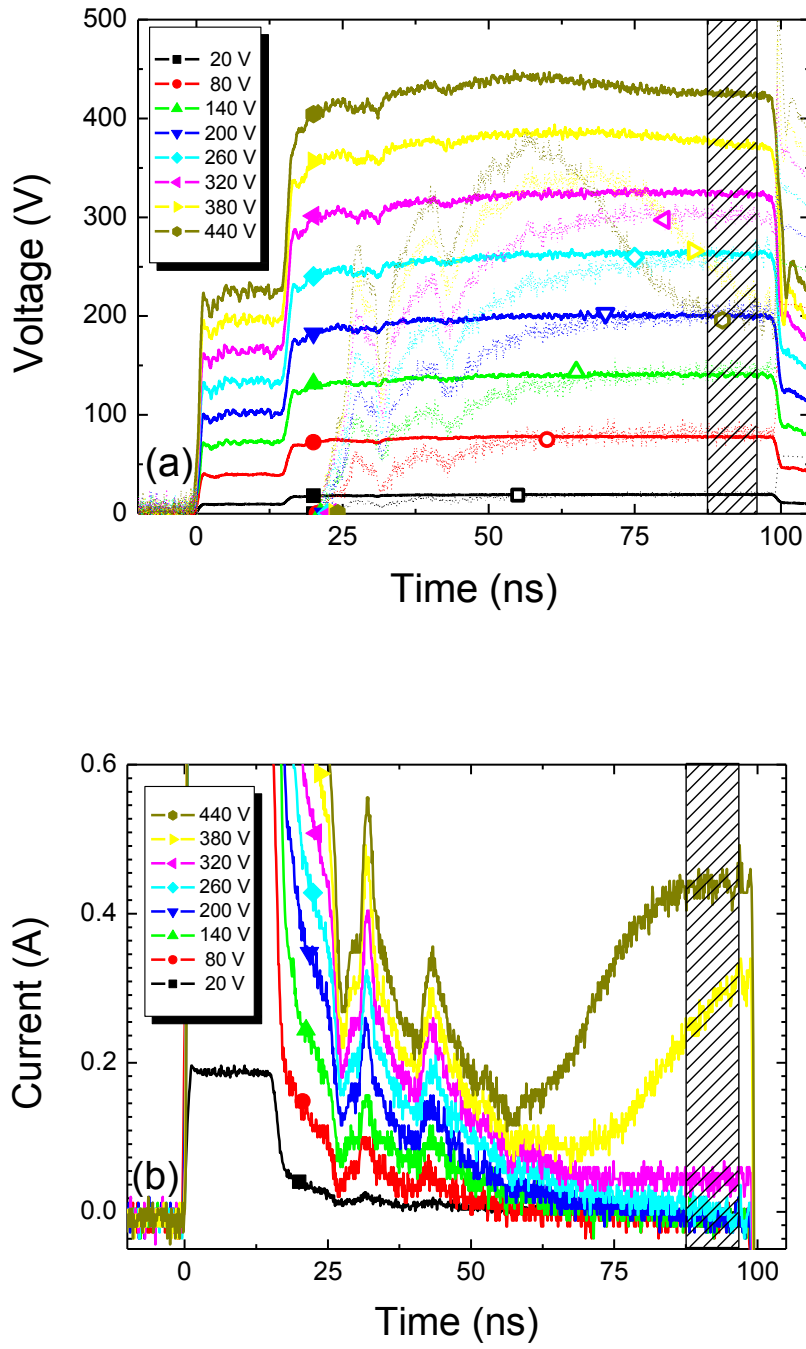 500
400
300
200
100
0
Voltage (V)
20 V
80 V
140 V
200 V
260 V
320 V
380 V
440 V
(a)
0 25 50 75 100
Time (ns)
0.6
0.4
0.2
0.0
Current (A)
440 V
380 V
320 V
260 V
200 V
140 V
80 V
20 V
(b)
0 25 50 75 100
Time (ns)